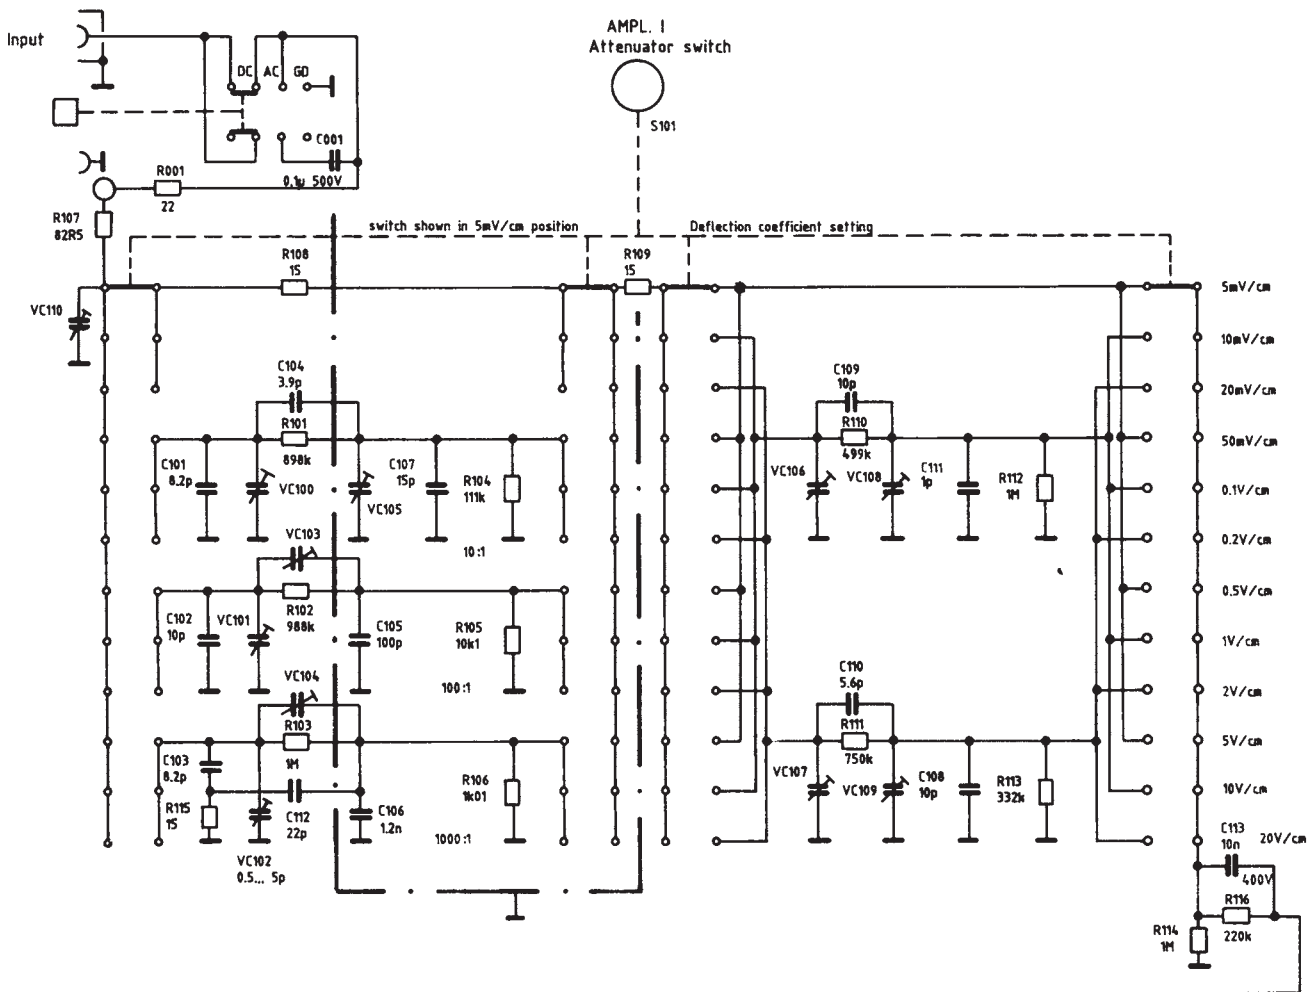 AMPL. I
Input
Attenuator switch
DC AC GD
S101
C001
R001
0.1µ 500V
22
R107
82R5
switch shown in 5mV/cm position
Deflection coefficient setting
R108
15
R109
15
5mV/cm
VC110
10mV/cm
C104
3.9p
C109
10p
20mV/cm
R101
898k
R110
499k
50mV/cm
C101
8.2p
VC100
C107
15p
VC105
R104
111k
VC106
VC108
C111
1p
R112
1M
0.1V/cm
VC103
10:1
0.2V/cm
R102
988k
0.5V/cm
C102
10p
VC101
C105
100p
R105
10k1
1V/cm
VC104
100:1
C110
5.6p
2V/cm
R103
1M
R111
750k
5V/cm
C103
8.2p
R115
15
C112
22p
C106
1.2n
R106
1k01
VC107
VC109
C108
10p
R113
332k
10V/cm
1000:1
VC102
0.5... 5p
C113
10n
400V
20V/cm
R116
220k
R114
1M